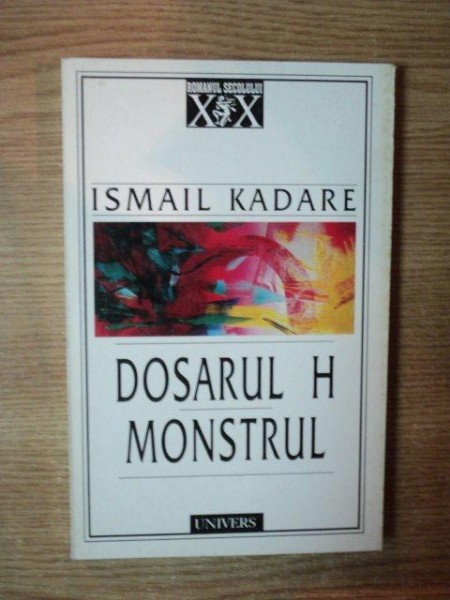 ROMANUL SECOLULUI
XX
ISMAIL KADARE
DOSARUL H
MONSTRUL
UNIVERS